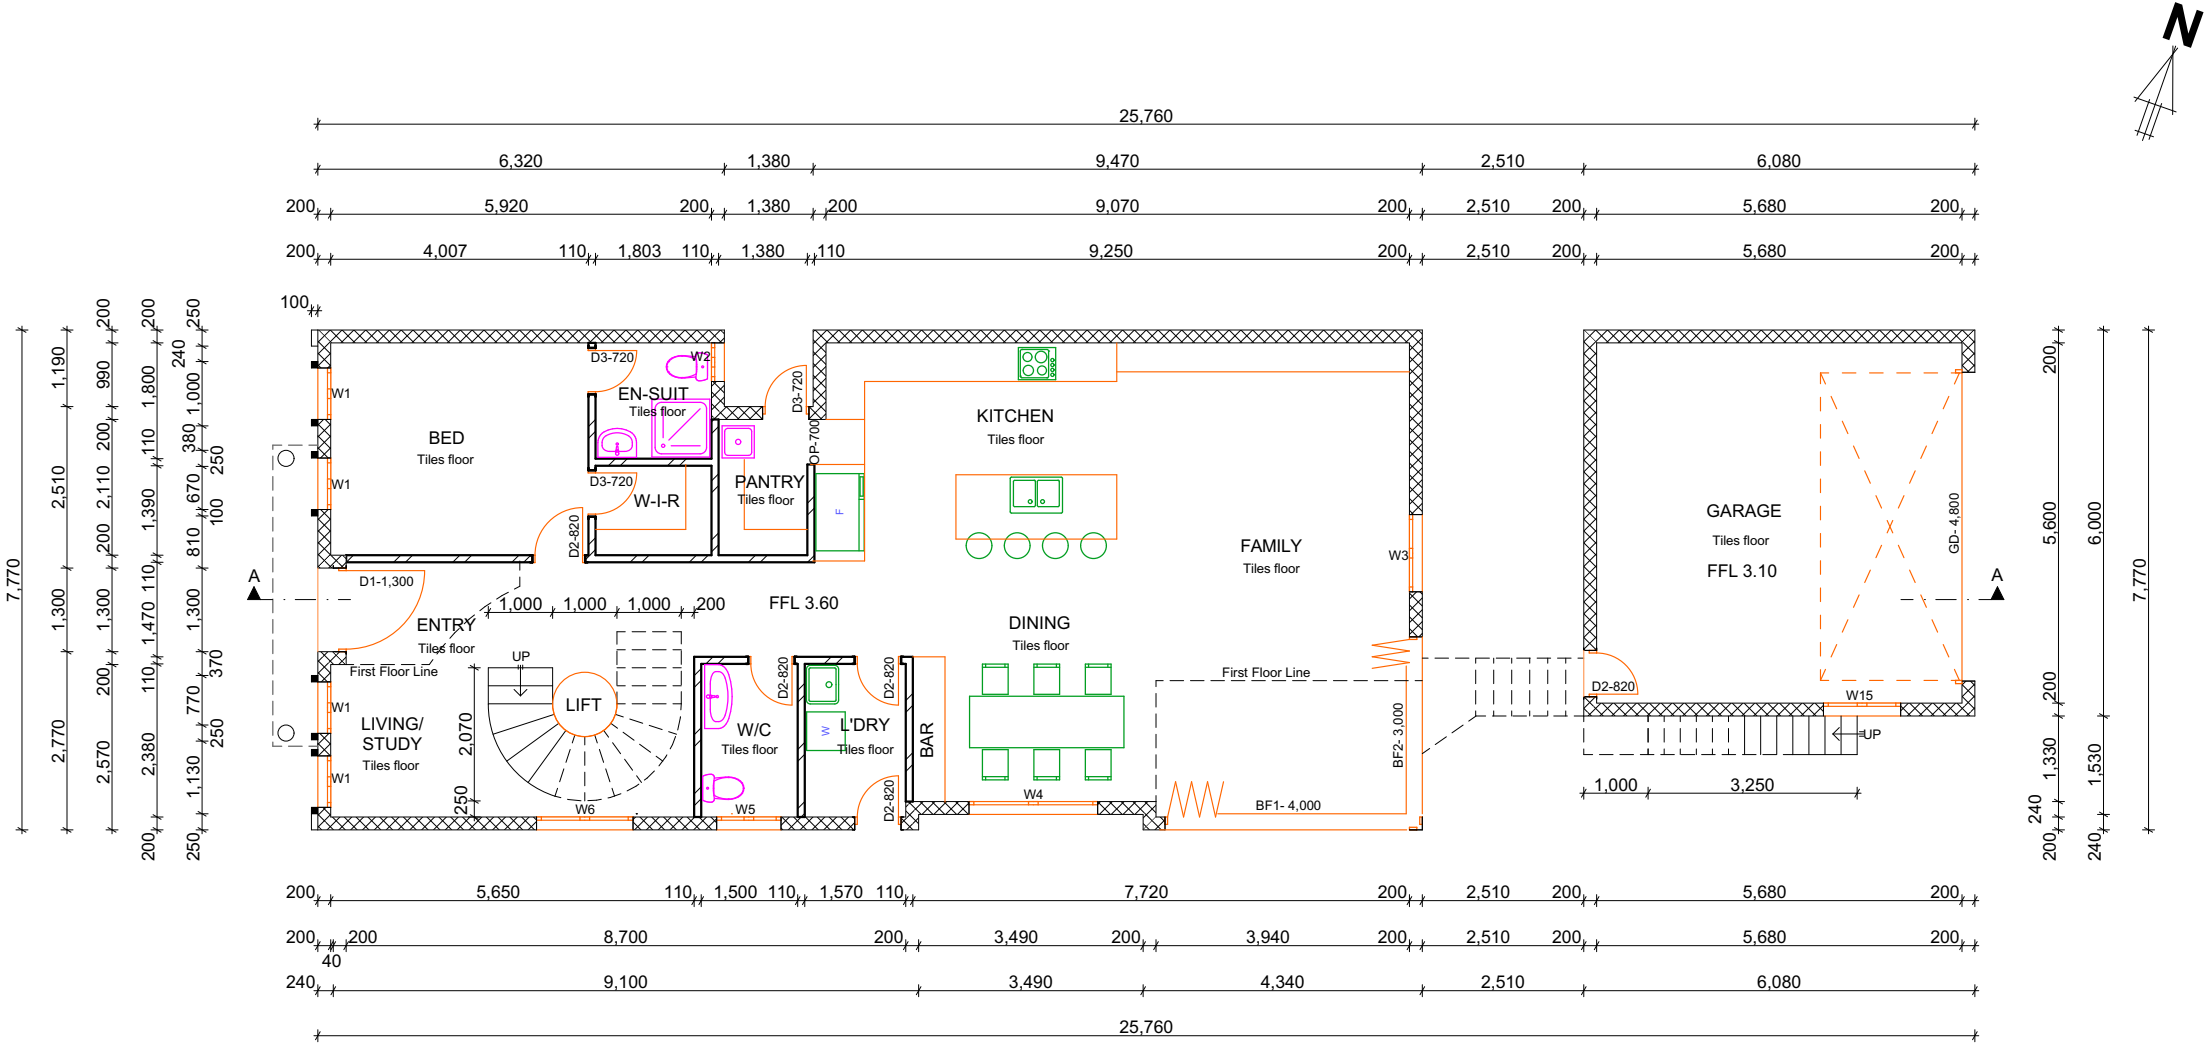 N
25,760
6,320 1,380 9,470 2,510 6,080
200 5,920 200 1,380 200 9,070 200 2,510 200 5,680 200
200 4,007 110 1,803 110 1,380 110 9,250 200 2,510 200 5,680 200
100
7,770
1,190 2,510 1,300 2,770
200 990 200 2,110 200 1,300 200 2,570
200 1,800 110 1,390 110 1,470 110 2,380 200
250 240 1,000 380 250 670 100 810 1,300 370 770 250 1,130 250
W1
W1
W1
W1
BED
Tiles floor
D3-720
W2
EN-SUIT
Tiles floor
D3-720
W-I-R
D2-820
D3-720
OP-700
PANTRY
Tiles floor
F
KITCHEN
Tiles floor
FAMILY
Tiles floor
W3
DINING
Tiles floor
FFL 3.60
A
D1-1,300
ENTRY
Tiles floor
First Floor Line
1,000 1,000 1,000 200
UP
LIFT
2,070
250
LIVING/
STUDY
Tiles floor
W6
W/C
Tiles floor
D2-820
W5
D2-820
W
L'DRY
Tiles floor
D2-820
BAR
W4
First Floor Line
BF1- 4,000
BF2- 3,000
GARAGE
Tiles floor
FFL 3.10
GD- 4,800
A
D2-820
W15
UP
1,000 3,250
200 5,600 200 1,330 240 200
6,000 1,530 240
7,770
200 5,650 110 1,500 110 1,570 110 7,720 200 2,510 200 5,680 200
200 200 8,700 200 3,490 200 3,940 200 2,510 200 5,680 200
40
240 9,100 3,490 4,340 2,510 6,080
25,760